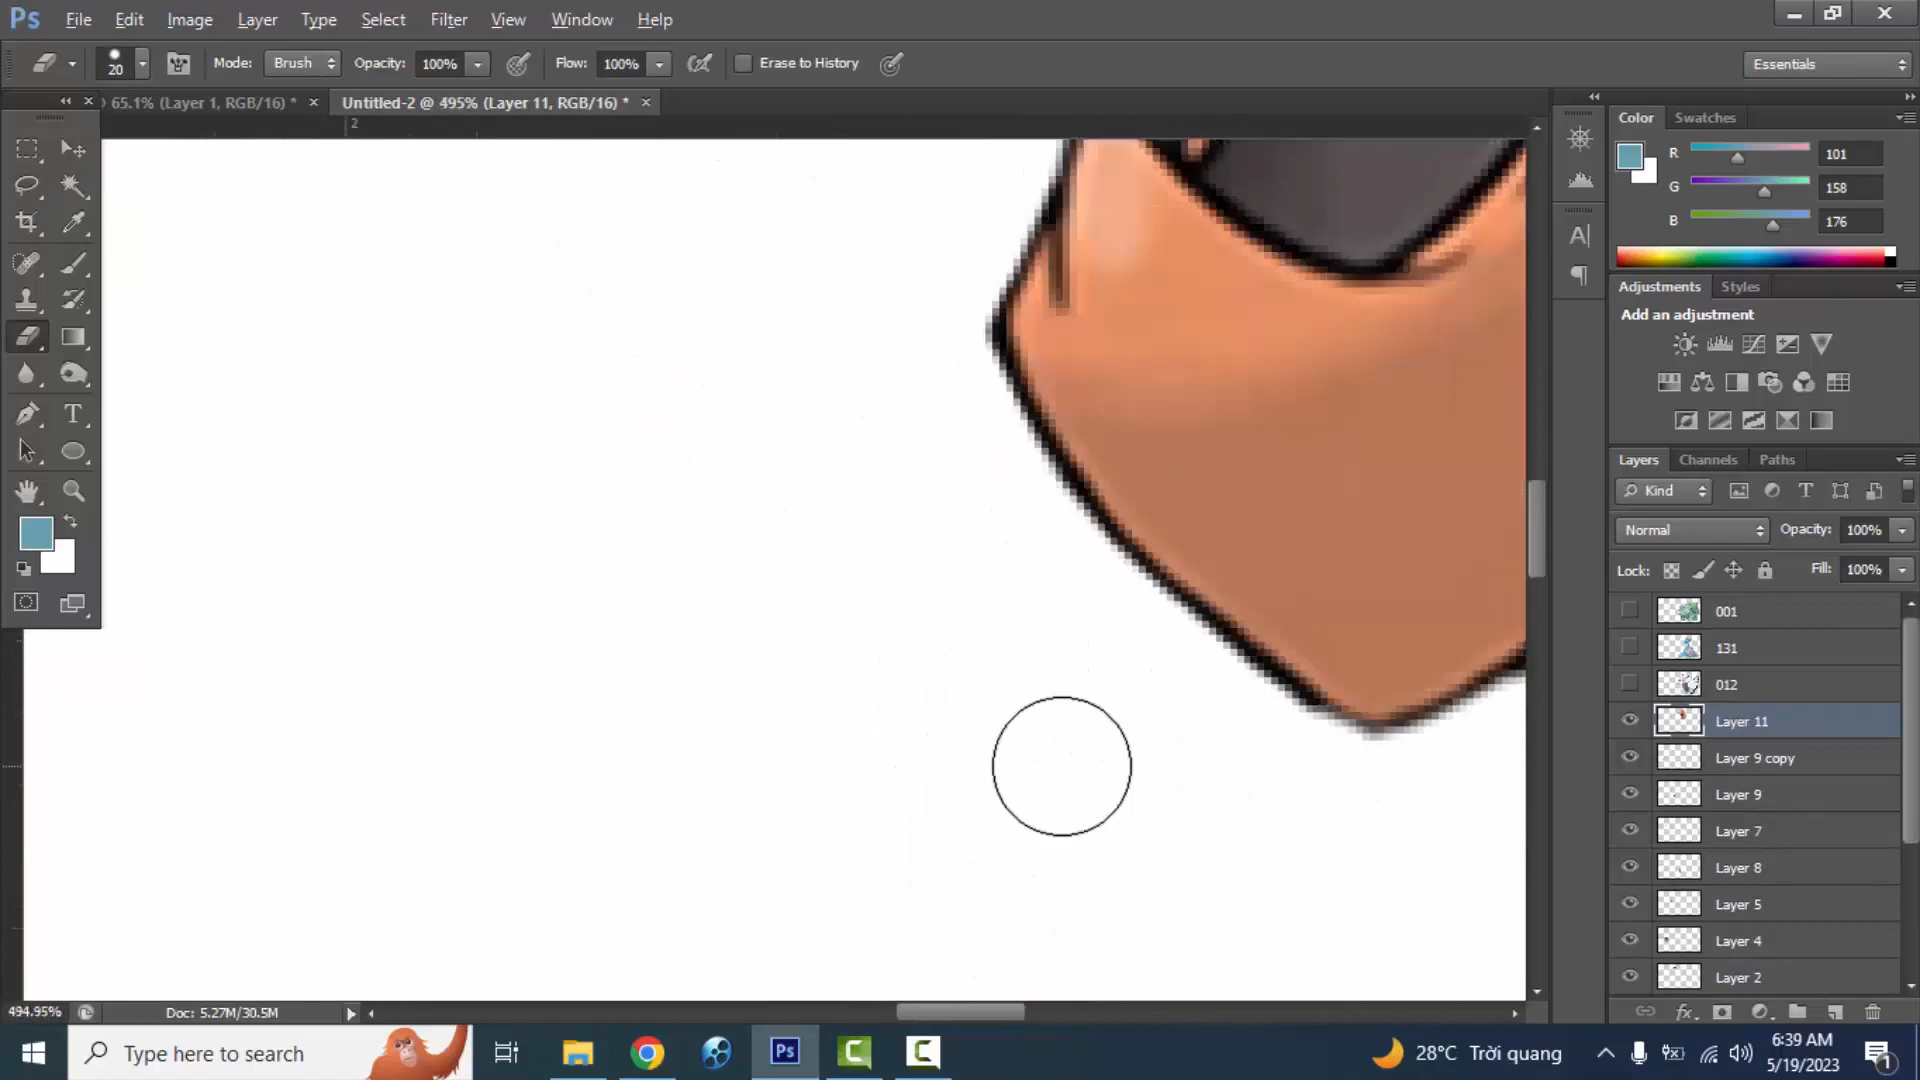 Ps File Edit Image Layer Type Select Filter View Window Help
20 Mode: Brush Opacity: 100% Flow: 100% Erase to History Essentials
65.1% (Layer 1, RGB/16) * Untitled-2 @ 495% (Layer 11, RGB/16) *
2
Color Swatches
R 101
G 158
B 176
Adjustments Styles
Add an adjustment
Layers Channels Paths
Kind
Normal Opacity: 100%
Lock: Fill: 100%
001
131
012
Layer 11
Layer 9 copy
Layer 9
Layer 7
Layer 8
Layer 5
Layer 4
Layer 2
494.95% Doc: 5.27M/30.5M
Type here to search
28°C Trời quang
6:39 AM
5/19/2023
1